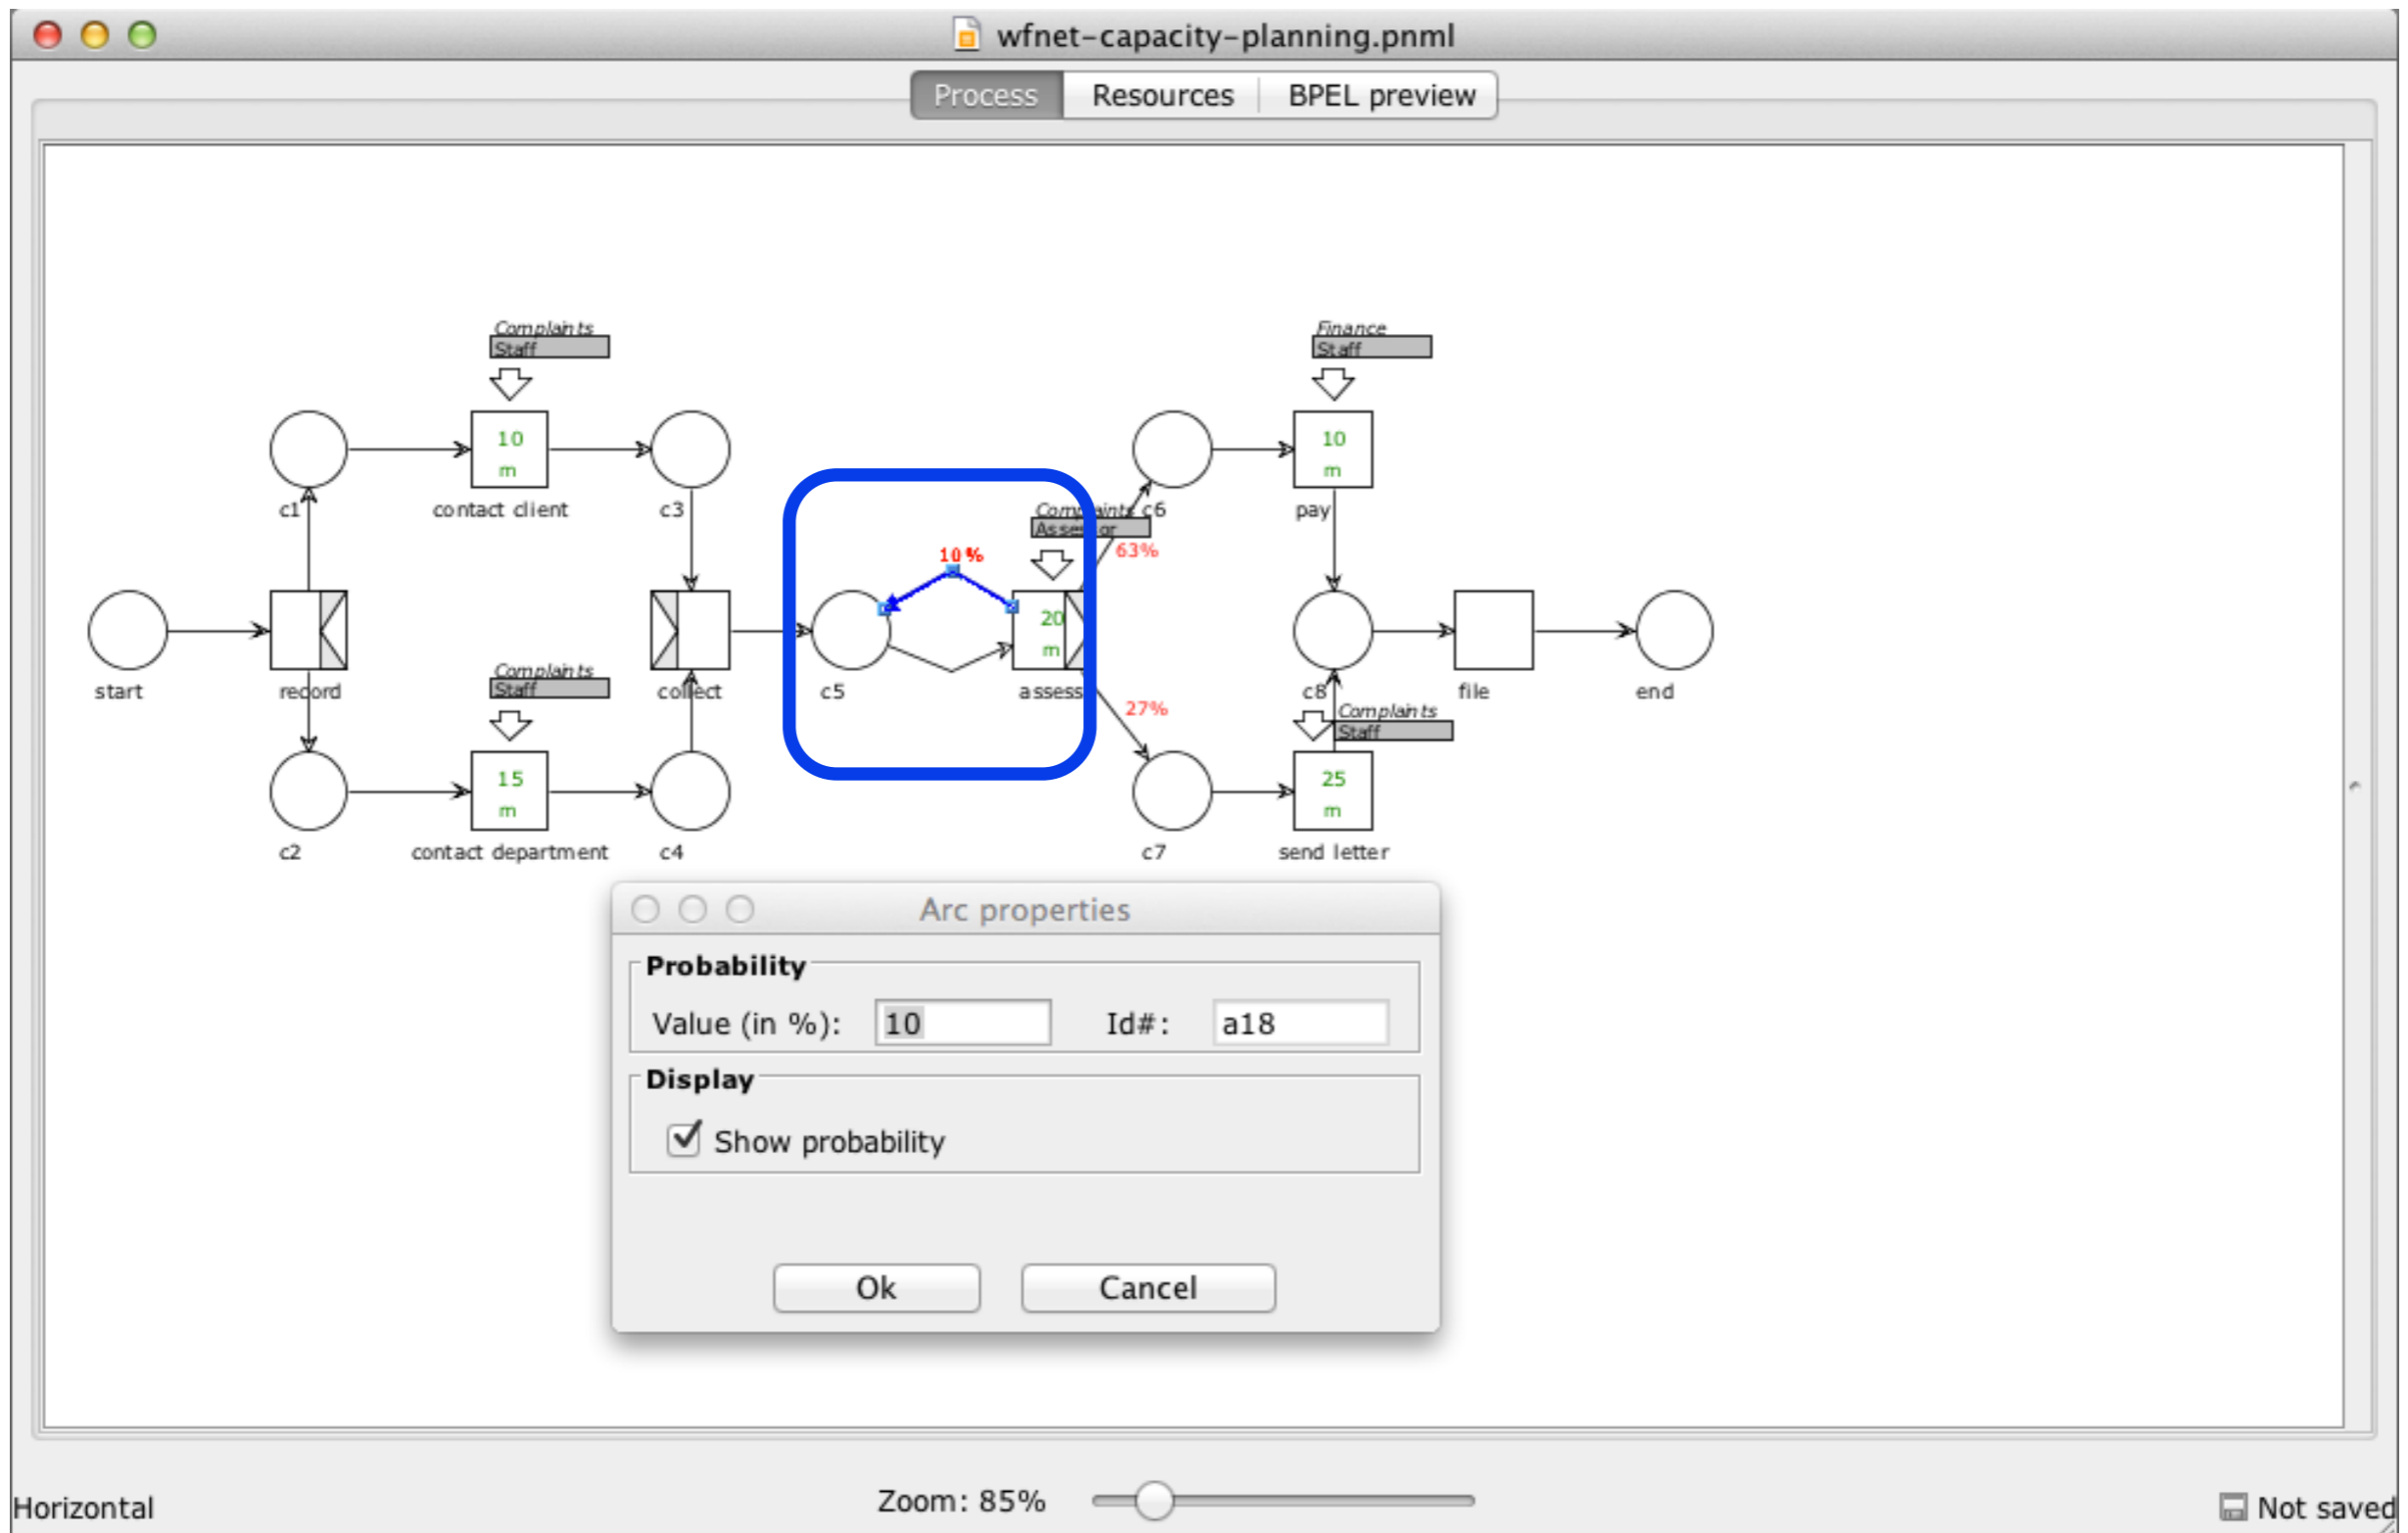 wfnet-capacity-planning.pnml
Process
Resources
BPEL preview
Complaints
Staff
Finance
Staff
10
m
10
m
c1
contact client
c3
Complaints
c6
Assessor
pay
10%
63%
20
m
Complaints
Staff
start
record
collect
c5
assess
c8
file
end
27%
Complaints
Staff
15
m
25
m
c2
contact department
c4
c7
send letter
Arc properties
Probability
Value (in %): 10 Id#: a18
Display
Show probability
Ok
Cancel
Horizontal
Zoom: 85%
Not saved